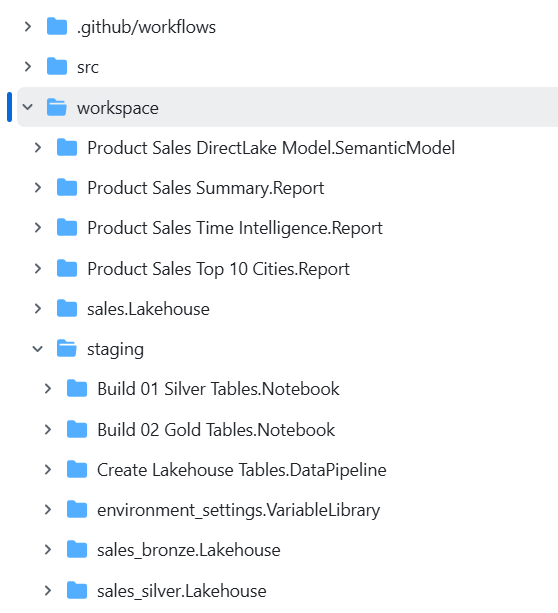 .github/workflows
src
workspace
Product Sales DirectLake Model.SemanticModel
Product Sales Summary.Report
Product Sales Time Intelligence.Report
Product Sales Top 10 Cities.Report
sales.Lakehouse
staging
Build 01 Silver Tables.Notebook
Build 02 Gold Tables.Notebook
Create Lakehouse Tables.DataPipeline
environment_settings.VariableLibrary
sales_bronze.Lakehouse
sales_silver.Lakehouse